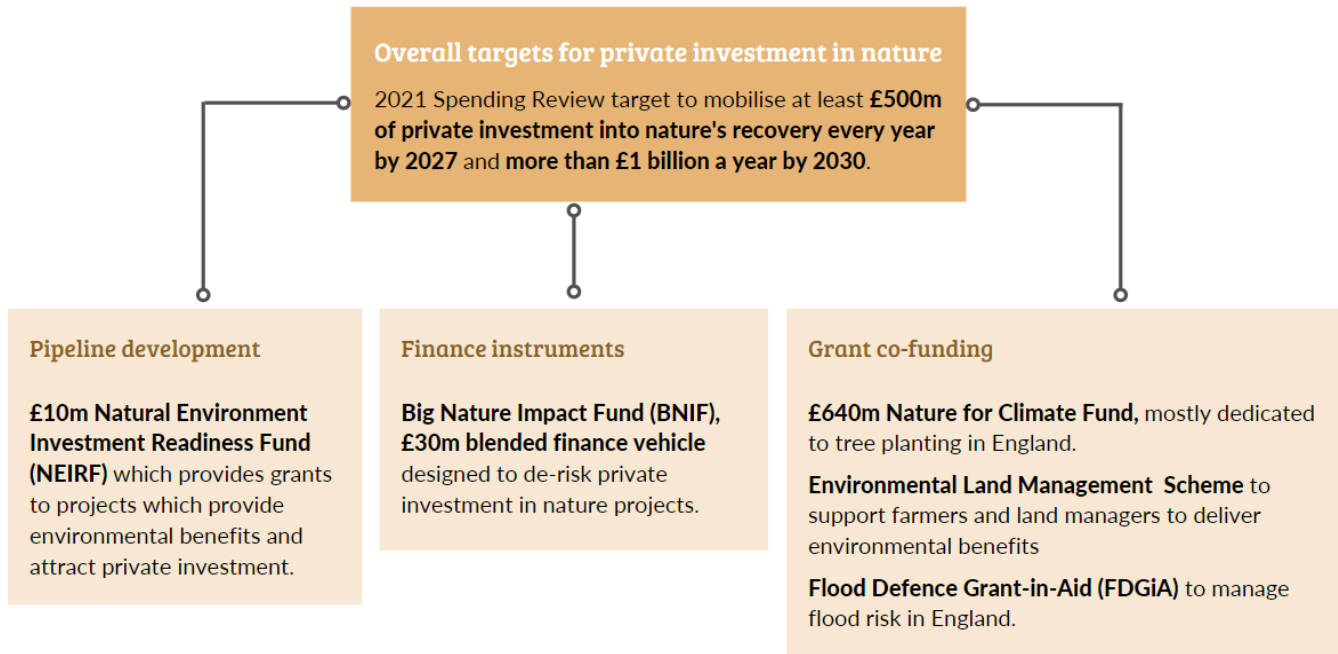 Overall targets for private investment in nature
2021 Spending Review target to mobilise at least £500m
of private investment into nature's recovery every year
by 2027 and more than £1 billion a year by 2030.
Pipeline development
£10m Natural Environment
Investment Readiness Fund
(NEIRF) which provides grants
to projects which provide
environmental benefits and
attract private investment.
Finance instruments
Big Nature Impact Fund (BNIF),
£30m blended finance vehicle
designed to de-risk private
investment in nature projects.
Grant co-funding
£640m Nature for Climate Fund, mostly dedicated
to tree planting in England.
Environmental Land Management Scheme to
support farmers and land managers to deliver
environmental benefits
Flood Defence Grant-in-Aid (FDGiA) to manage
flood risk in England.